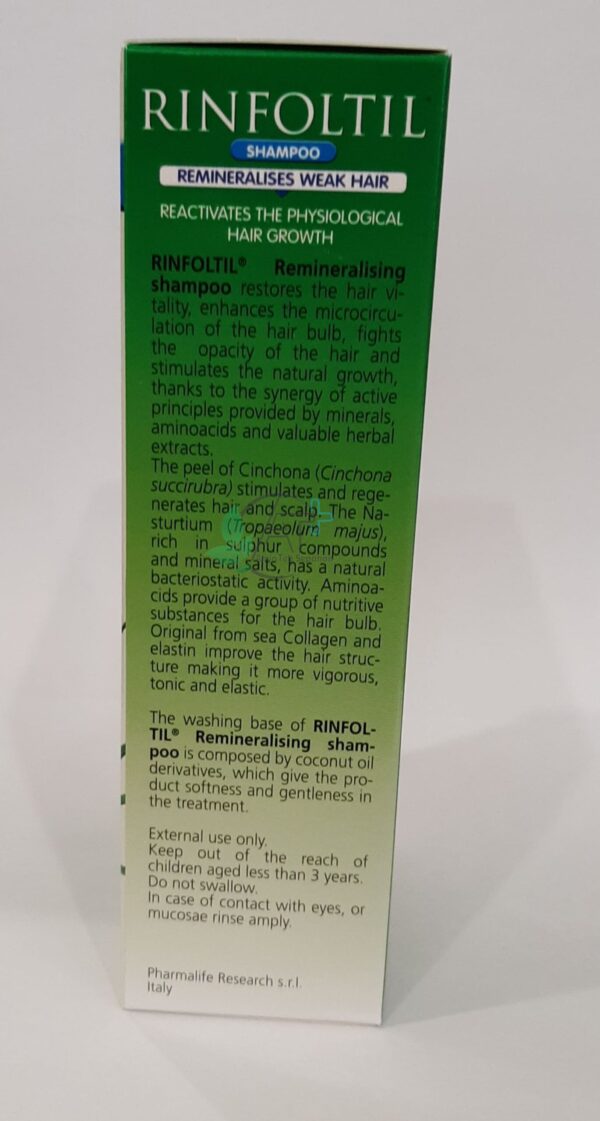 RINFOLTIL
SHAMPOO
REMINERALISES WEAK HAIR
REACTIVATES THE PHYSIOLOGICAL
HAIR GROWTH
RINFOLTIL® Remineralising
shampoo restores the hair vi-
tality, enhances the microcircu-
lation of the hair bulb, fights
the opacity of the hair and
stimulates the natural growth,
thanks to the synergy of active
principles provided by minerals,
aminoacids and valuable herbal
extracts.
The peel of Cinchona (Cinchona
succirubra) stimulates and rege-
nerates hair and scalp. The Na-
sturtium (Tropaeolum majus),
rich in sulphur compounds
and mineral salts, has a natural
bacteriostatic activity. Aminoa-
cids provide a group of nutritive
substances for the hair bulb.
Original from sea Collagen and
elastin improve the hair struc-
ture making it more vigorous,
tonic and elastic.
The washing base of RINFOL-
TIL® Remineralising sham-
poo is composed by coconut oil
derivatives, which give the pro-
duct softness and gentleness in
the treatment.
External use only.
Keep out of the reach of
children aged less than 3 years.
Do not swallow.
In case of contact with eyes, or
mucosae rinse amply.
Pharmalife Research s.r.l.
Italy